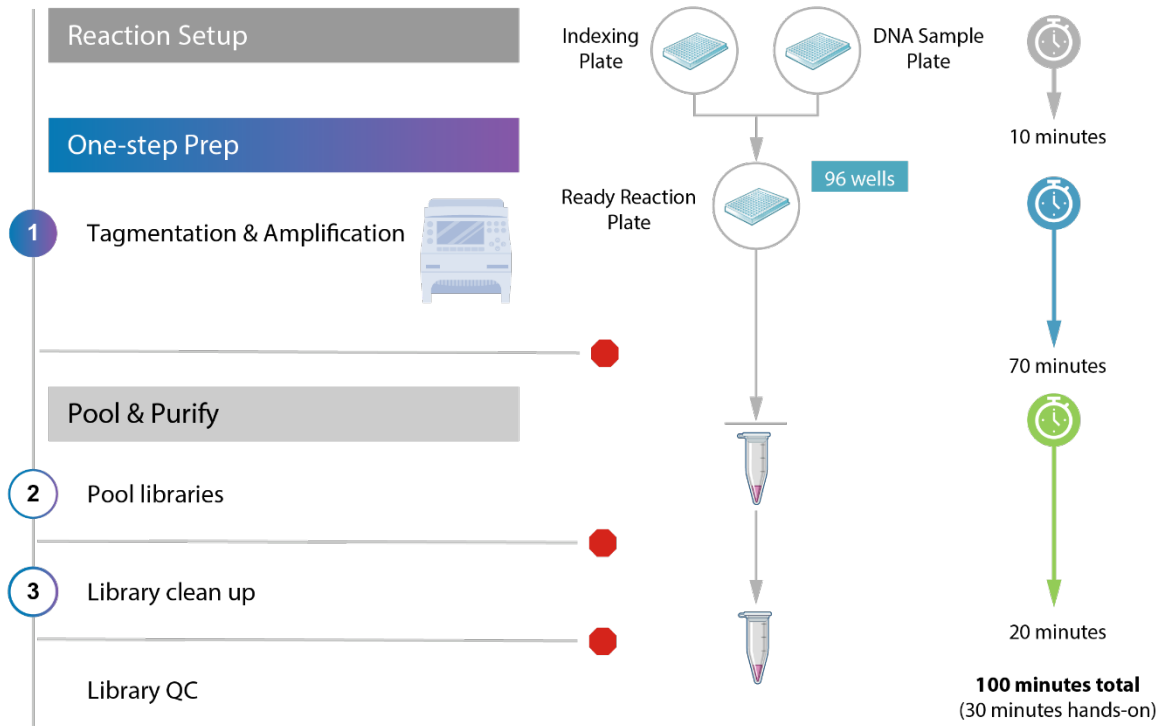 Reaction Setup
Indexing
Plate
DNA Sample
Plate
10 minutes
One-step Prep
96 wells
Ready Reaction
Plate
1
Tagmentation & Amplification
70 minutes
Pool & Purify
2
Pool libraries
3
Library clean up
20 minutes
Library QC
100 minutes total
(30 minutes hands-on)